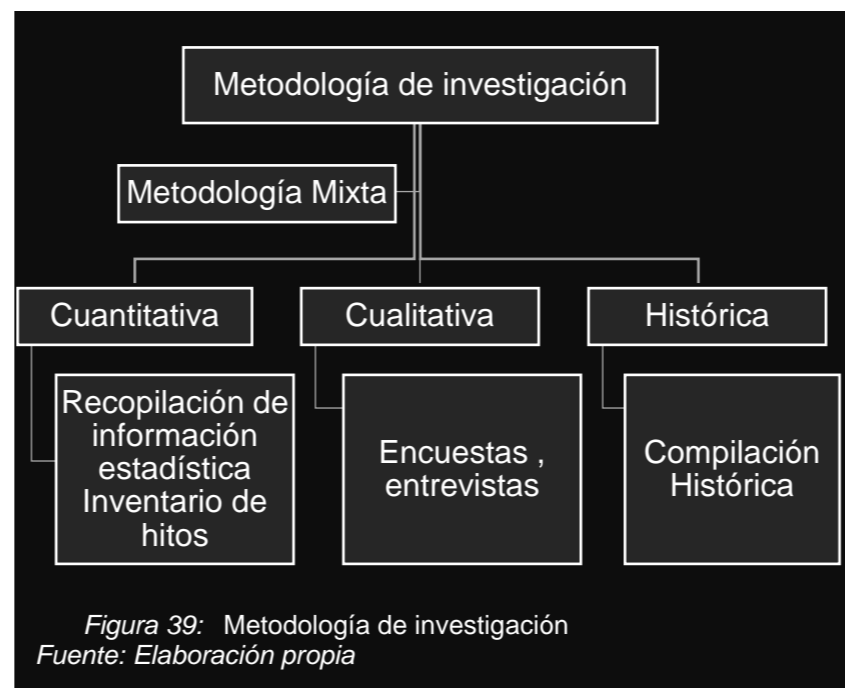 Metodología de investigación
Metodología Mixta
Cuantitativa
Cualitativa
Histórica
Recopilación de
información
estadística
Inventario de
hitos
Encuestas ,
entrevistas
Compilación
Histórica
Figura 39: Metodología de investigación
Fuente: Elaboración propia